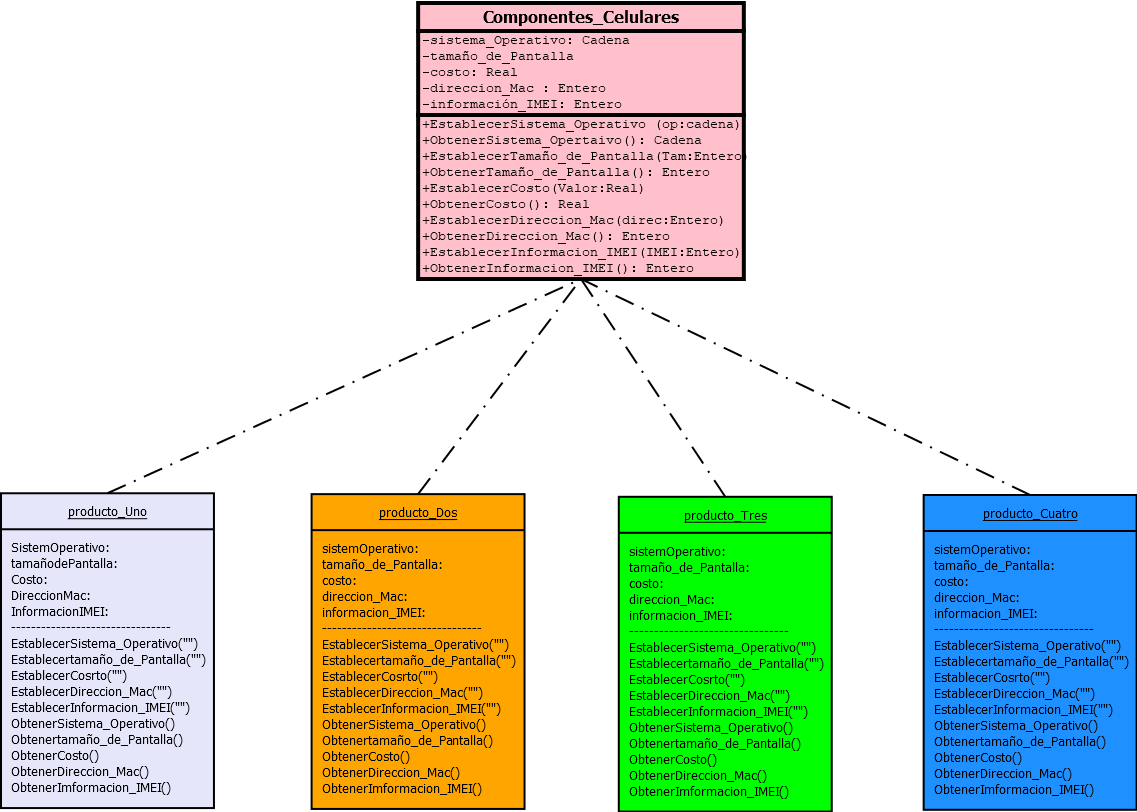 Componentes_Celulares
-sistema_Operativo: Cadena
-tamaño_de_Pantalla
-costo: Real
-direccion_Mac : Entero
-información_IMEI: Entero
+EstablecerSistema_Operativo (op:cadena)
+ObtenerSistema_Opertaivo(): Cadena
+EstablecerTamaño_de_Pantalla(Tam:Entero)
+ObtenerTamaño_de_Pantalla(): Entero
+EstablecerCosto(Valor:Real)
+ObtenerCosto(): Real
+EstablecerDireccion_Mac(direc:Entero)
+ObtenerDireccion_Mac(): Entero
+EstablecerInformacion_IMEI(IMEI:Entero)
+ObtenerInformacion_IMEI(): Entero
producto_Uno
SistemOperativo:
tamañodePantalla:
Costo:
DireccionMac:
InformacionIMEI:
--------------------------------
EstablecerSistema_Operativo("")
Establecertamaño_de_Pantalla("")
EstablecerCosrto("")
EstablecerDireccion_Mac("")
EstablecerInformacion_IMEI("")
ObtenerSistema_Operativo()
Obtenertamaño_de_Pantalla()
ObtenerCosto()
ObtenerDireccion_Mac()
ObtenerImformacion_IMEI()
producto_Dos
sistemOperativo:
tamaño_de_Pantalla:
costo:
direccion_Mac:
informacion_IMEI:
--------------------------------
EstablecerSistema_Operativo("")
Establecertamaño_de_Pantalla("")
EstablecerCosrto("")
EstablecerDireccion_Mac("")
EstablecerInformacion_IMEI("")
ObtenerSistema_Operativo()
Obtenertamaño_de_Pantalla()
ObtenerCosto()
ObtenerDireccion_Mac()
ObtenerImformacion_IMEI()
producto_Tres
sistemOperativo:
tamaño_de_Pantalla:
costo:
direccion_Mac:
informacion_IMEI:
--------------------------------
EstablecerSistema_Operativo("")
Establecertamaño_de_Pantalla("")
EstablecerCosrto("")
EstablecerDireccion_Mac("")
EstablecerInformacion_IMEI("")
ObtenerSistema_Operativo()
Obtenertamaño_de_Pantalla()
ObtenerCosto()
ObtenerDireccion_Mac()
ObtenerImformacion_IMEI()
producto_Cuatro
sistemOperativo:
tamaño_de_Pantalla:
costo:
direccion_Mac:
informacion_IMEI:
--------------------------------
EstablecerSistema_Operativo("")
Establecertamaño_de_Pantalla("")
EstablecerCosrto("")
EstablecerDireccion_Mac("")
EstablecerInformacion_IMEI("")
ObtenerSistema_Operativo()
Obtenertamaño_de_Pantalla()
ObtenerCosto()
ObtenerDireccion_Mac()
ObtenerImformacion_IMEI()